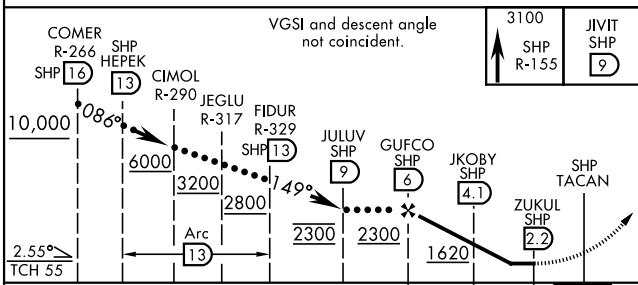 VGSI and descent angle
not coincident.
3100
SHP
R-155
JIVIT
SHP
9
COMER
R-266
SHP 16
SHP
HEPEK
13
CIMOL
R-290
JEGLU
R-317
FIDUR
R-329
SHP 13
JULUV
SHP
9
GUFCO
SHP
6
JKOBY
SHP
4.1
ZUKUL
SHP
2.2
SHP
TACAN
10,000
086°
6000
3200
2800
149°
2300
2300
1620
Arc
13
2.55°
TCH 55